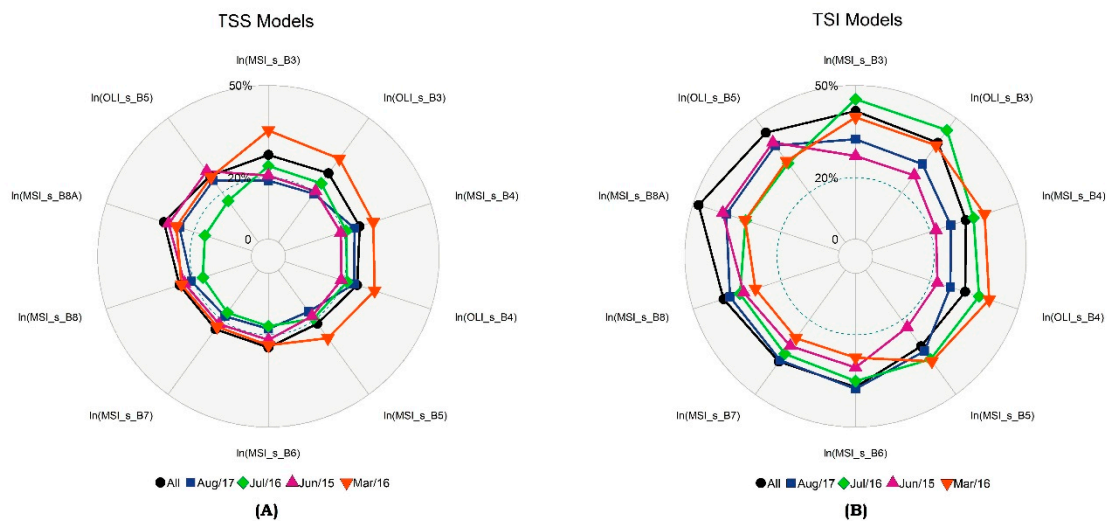 TSS Models
ln(MSI_s_B3)
50%
ln(OLI_s_B5)
ln(OLI_s_B3)
20%
ln(MSI_s_B8A)
ln(MSI_s_B4)
0
ln(MSI_s_B8)
ln(OLI_s_B4)
ln(MSI_s_B7)
ln(MSI_s_B5)
ln(MSI_s_B6)
All Aug/17 Jul/16 Jun/15 Mar/16
(A)
TSI Models
ln(MSI_s_B3)
50%
ln(OLI_s_B5)
ln(OLI_s_B3)
20%
ln(MSI_s_B8A)
ln(MSI_s_B4)
0
ln(MSI_s_B8)
ln(OLI_s_B4)
ln(MSI_s_B7)
ln(MSI_s_B5)
ln(MSI_s_B6)
All Aug/17 Jul/16 Jun/15 Mar/16
(B)